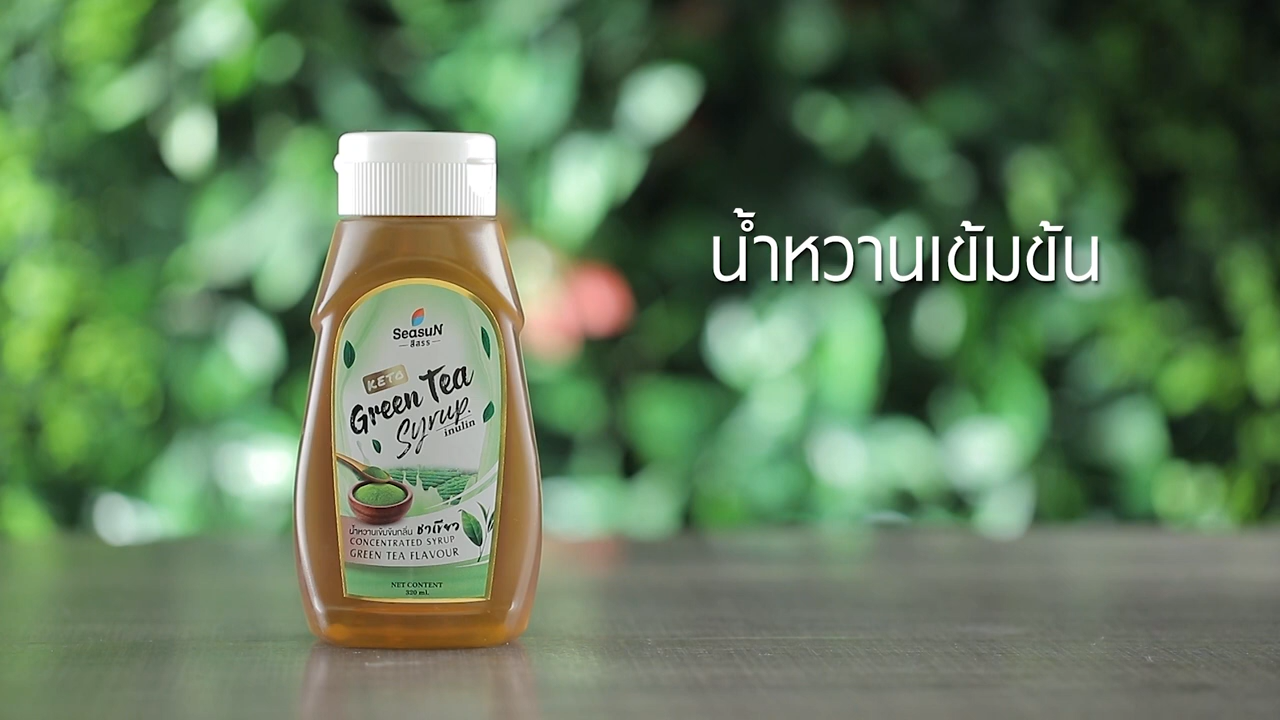 SeasuN
สีสรร
KETO
Green Tea
Syrup.
inulin
น้ำหวานเข้มข้นกลิ่น ชาเขียว
CONCENTRATED SYRUP
GREEN TEA FLAVOUR
NET CONTENT
320 ml.
น้ำหวานเข้มข้น